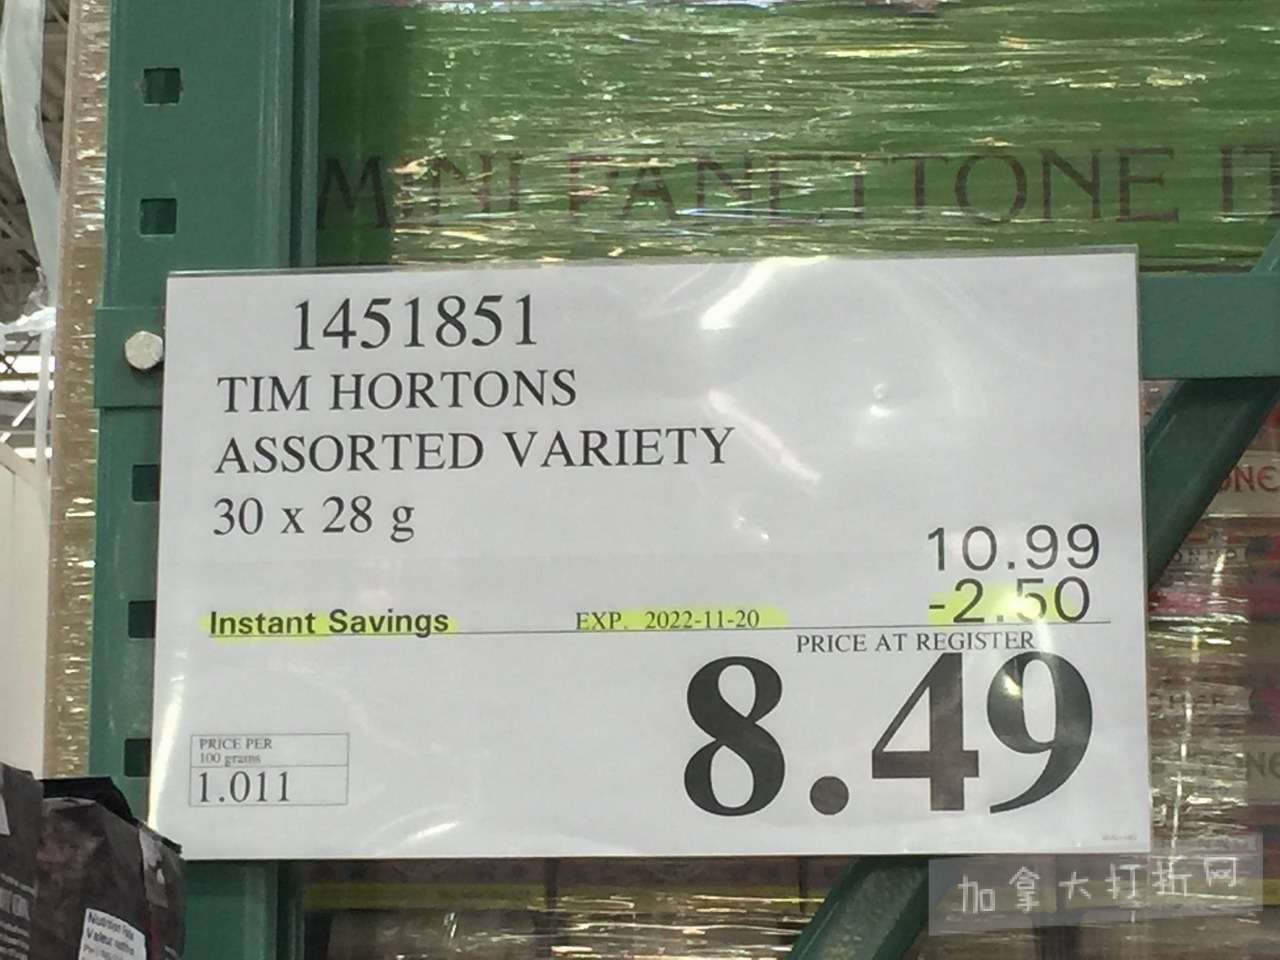 MINI PANETTONE
1451851
TIM HORTONS
ASSORTED VARIETY
30 x 28 g
10.99
Instant Savings EXP. 2022-11-20 -2.50
PRICE AT REGISTER
8.49
PRICE PER
100 grams
1.011
加拿大打折网